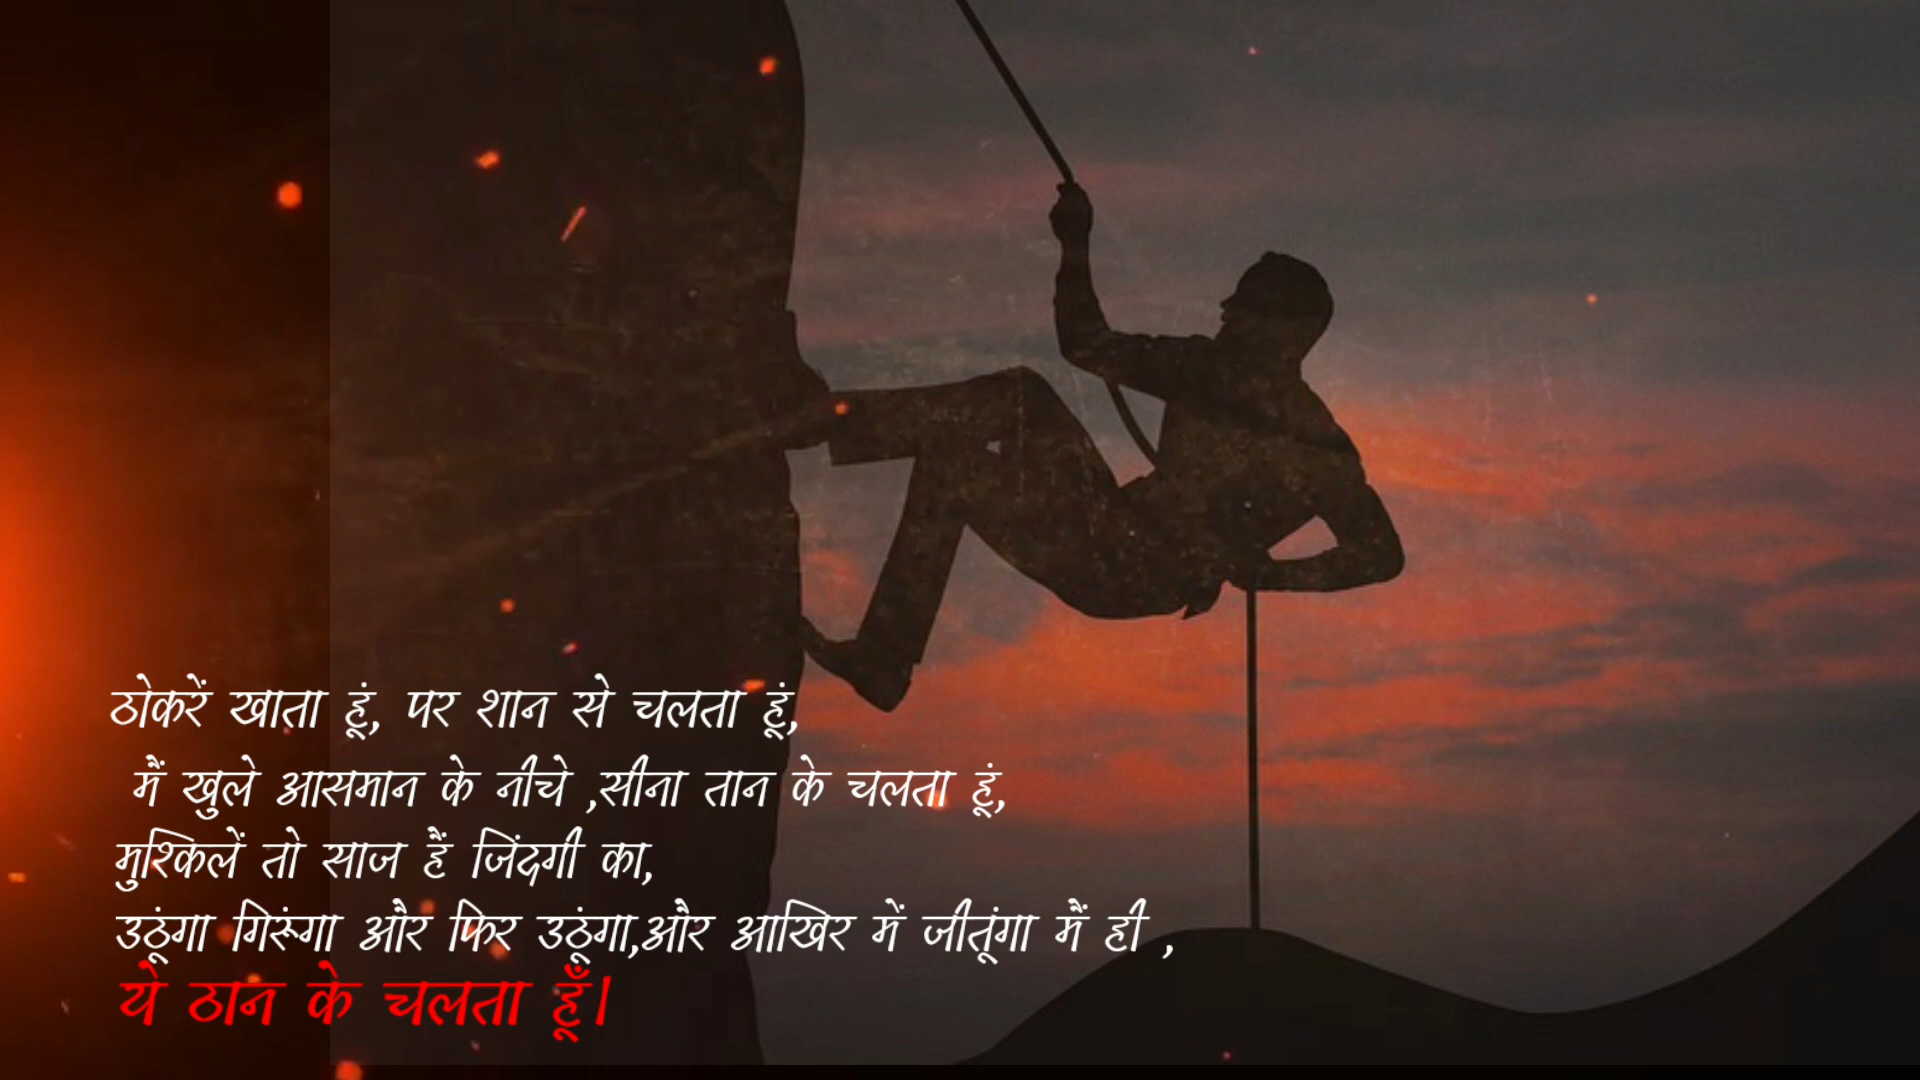 ठोकरें खाता हूं, पर शान से चलता हूं,
मैं खुले आसमान के नीचे ,सीना तान के चलता हूं,
मुश्किलें तो साज हैं जिंदगी का,
उठूंगा गिरूंगा और फिर उठूंगा,और आखिर में जीतूंगा मैं ही ,
ये ठान के चलता हूँ।